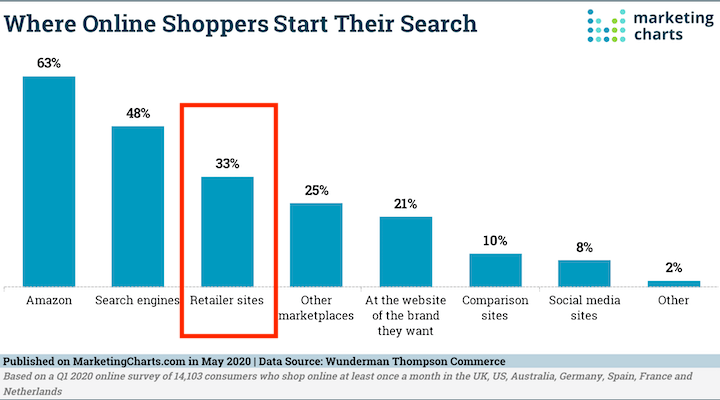 Where Online Shoppers Start Their Search
marketing
charts
63%
48%
33%
25%
21%
10%
8%
2%
Amazon
Search engines
Retailer sites
Other
marketplaces
At the website
of the brand
they want
Comparison
sites
Social media
sites
Other
Published on MarketingCharts.com in May 2020 | Data Source: Wunderman Thompson Commerce
Based on a Q1 2020 online survey of 14,103 consumers who shop online at least once a month in the UK, US, Australia, Germany, Spain, France and
Netherlands